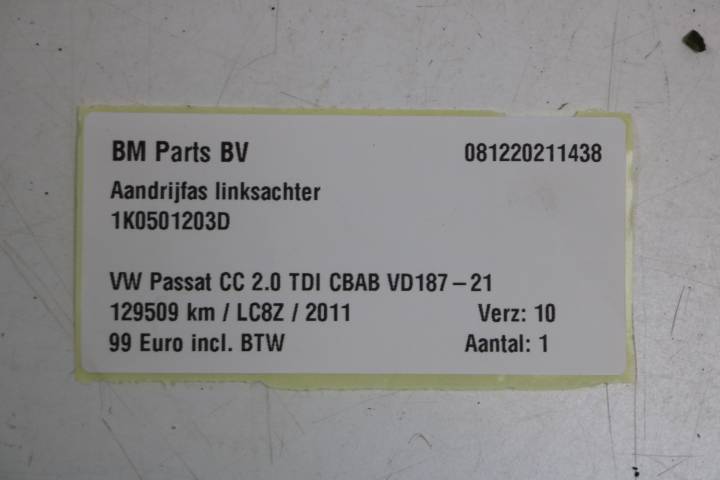 BM Parts BV 081220211438
Aandrijfas linksachter
1K0501203D
VW Passat CC 2.0 TDI CBAB VD187-21
129509 km / LC8Z / 2011 Verz: 10
99 Euro incl. BTW Aantal: 1